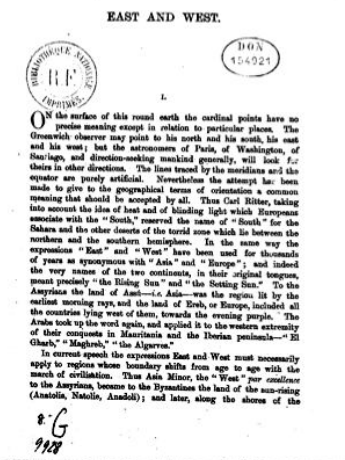 EAST AND WEST.
BIBLIOTHÈQUE NATIONALE
R F
IMPRIMÉS
DON
154921
I.
ON the surface of this round earth the cardinal points have no
precise meaning except in relation to particular places. The
Greenwich observer may point to his north and his south, his east
and his west; but the astronomers of Paris, of Washington, of
Santiago, and direction-seeking mankind generally, will look for
theirs in other directions. The lines traced by the meridians and the
equator are purely artificial. Nevertheless the attempt has been
made to give to the geographical terms of orientation a common
meaning that should be accepted by all. Thus Carl Ritter, taking
into account the idea of heat and of blinding light which Europeans
associate with the "South," reserved the name of "South" for the
Sahara and the other deserts of the torrid zone which lie between the
northern and the southern hemisphere. In the same way the
expressions "East" and "West" have been used for thousands
of years as synonymous with "Asia" and "Europe"; and indeed
the very names of the two continents, in their original tongues,
meant precisely "the Rising Sun" and "the Setting Sun." To the
Assyrians the land of Assu—i.e. Asia—was the region lit by the
earliest morning rays, and the land of Ereb, or Europe, included all
the countries lying west of them, towards the evening purple. The
Arabs took up the word again, and applied it to the western extremity
of their conquests in Mauritania and the Iberian peninsula—"El
Gharb," "Maghreb," "the Algarves."
In current speech the expressions East and West must necessarily
apply to regions whose boundary shifts from age to age with the
march of civilisation. Thus Asia Minor, the "West" par excellence
to the Assyrians, became to the Byzantines the land of the sun-rising
(Anatolis, Natolie, Anadoli); and later, along the shores of the
8° G
9928